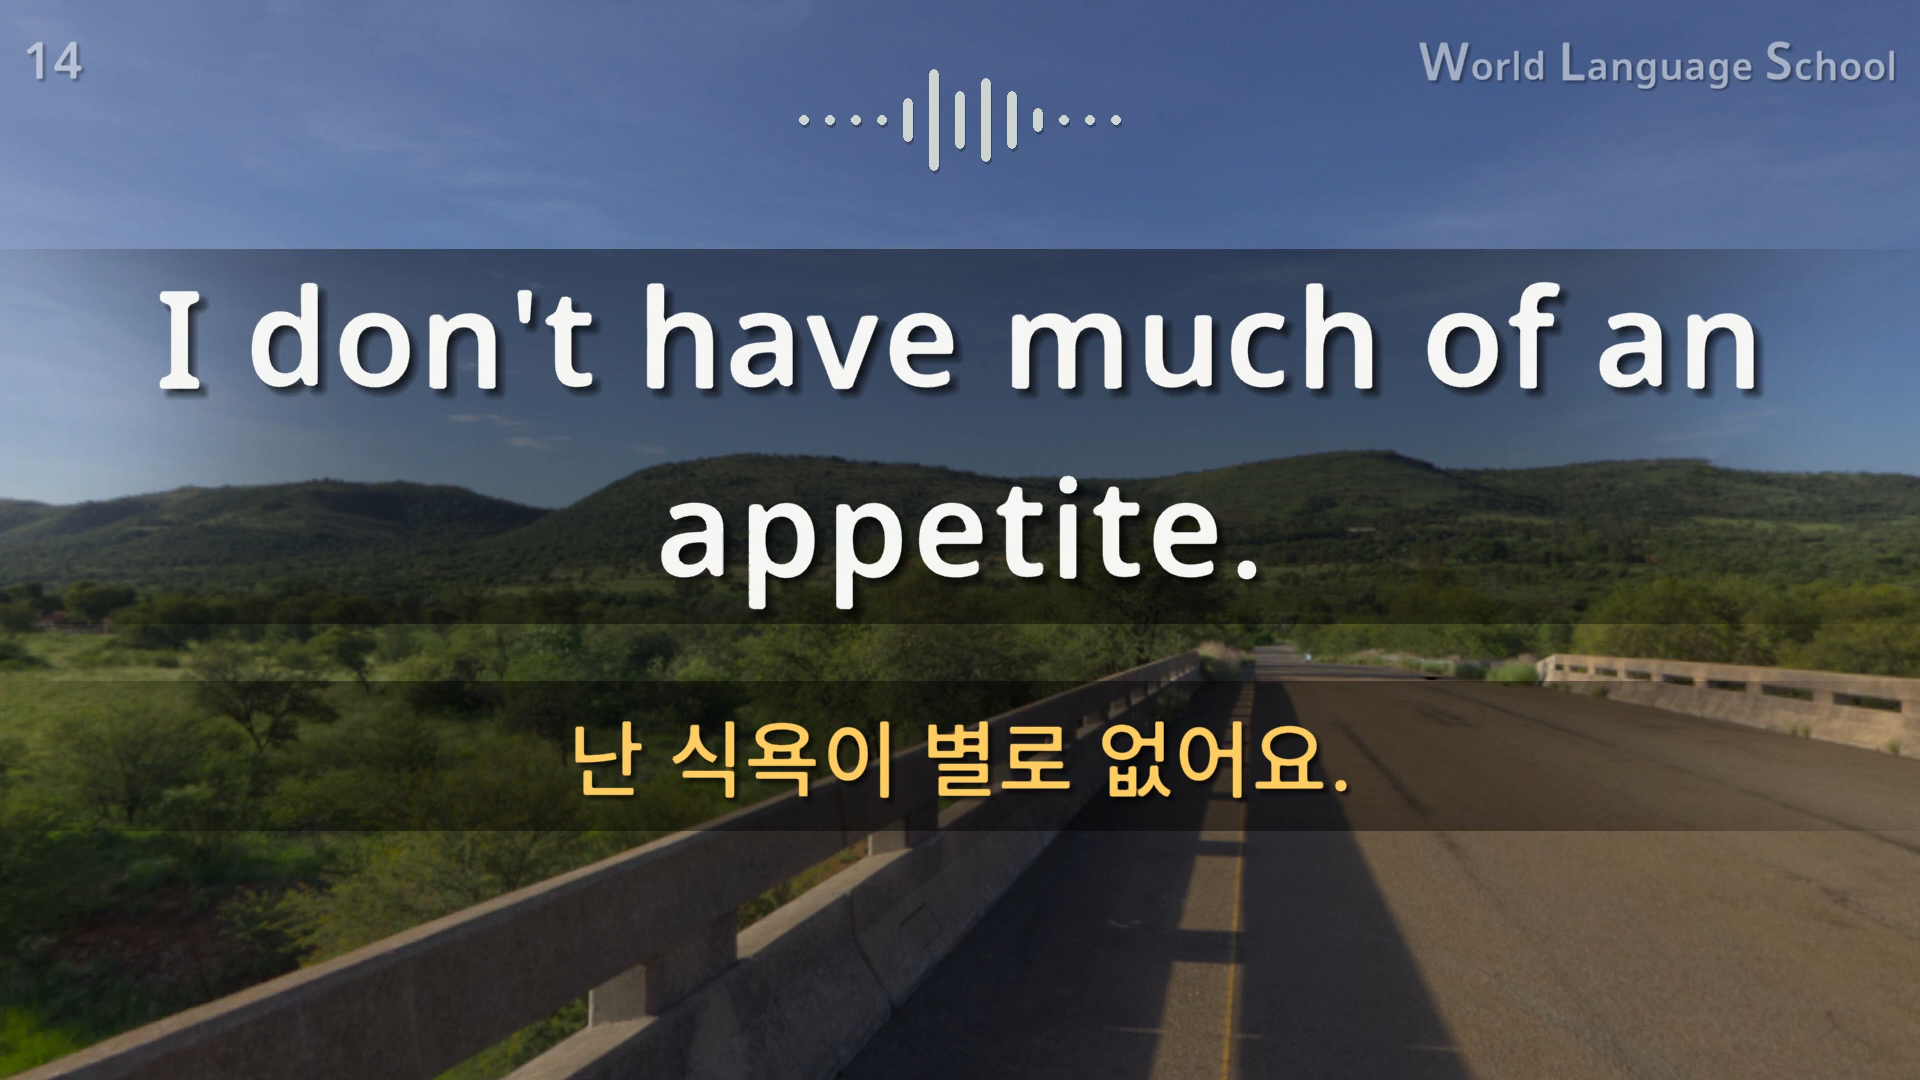 14
World Language School
I don't have much of an
appetite.
난 식욕이 별로 없어요.